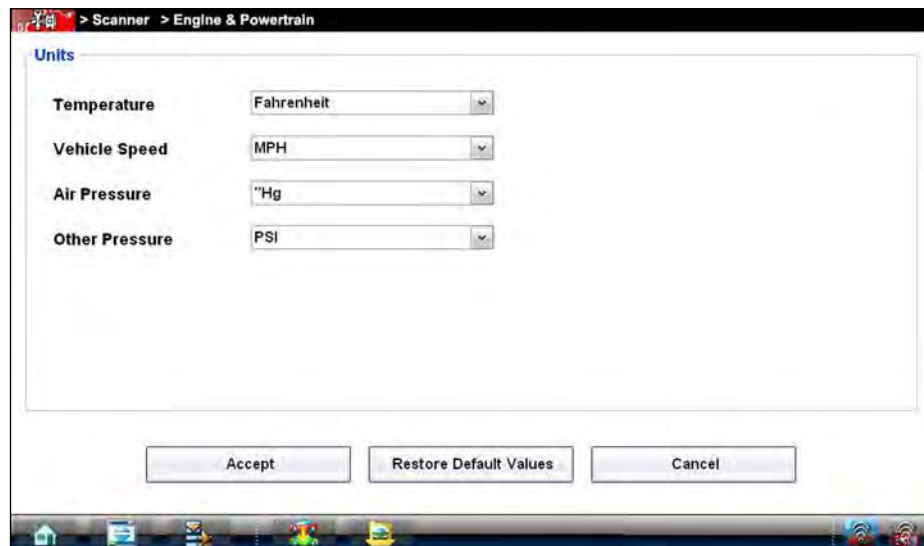 > Scanner > Engine & Powertrain
Units
Temperature Fahrenheit
Vehicle Speed MPH
Air Pressure "Hg
Other Pressure PSI
Accept Restore Default Values Cancel